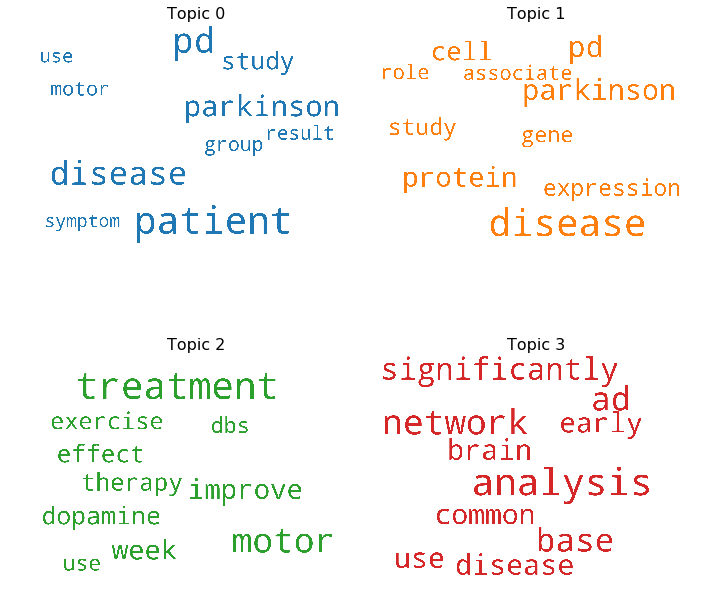 Topic 0
use
pd
study
motor
parkinson
result
group
disease
symptom
patient
Topic 1
cell
pd
role
associate
parkinson
study
gene
protein
expression
disease
Topic 2
treatment
exercise
dbs
effect
therapy
improve
dopamine
week
motor
use
Topic 3
significantly
ad
network
early
brain
analysis
common
base
use
disease